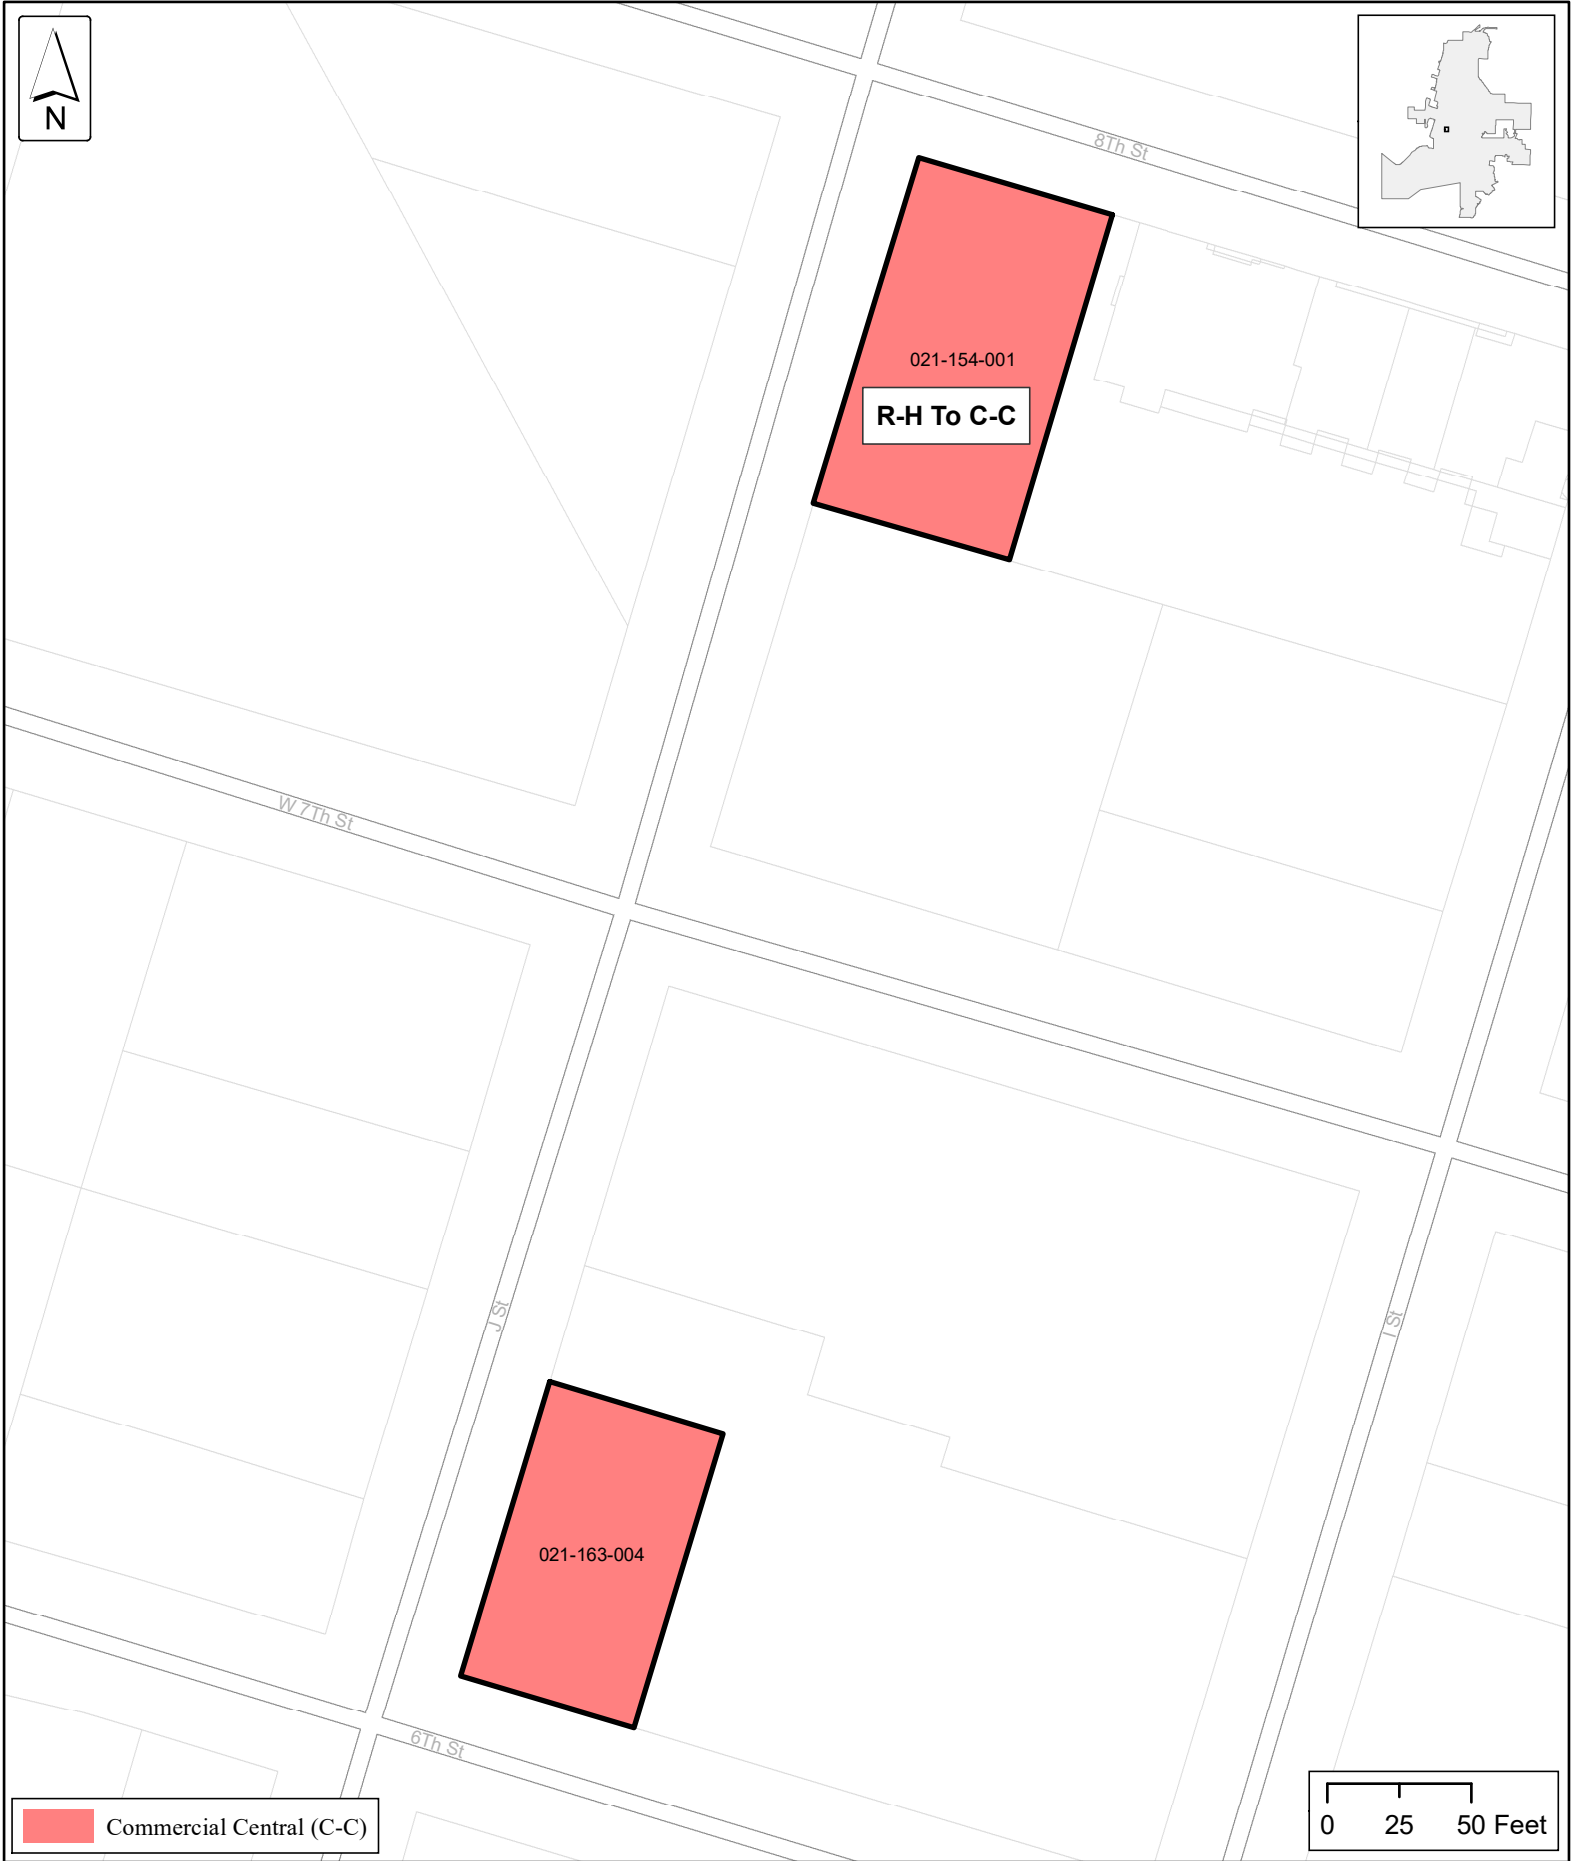 N
8Th St
021-154-001
R-H To C-C
W 7Th St
J St
I St
021-163-004
6Th St
Commercial Central (C-C)
0 25 50 Feet